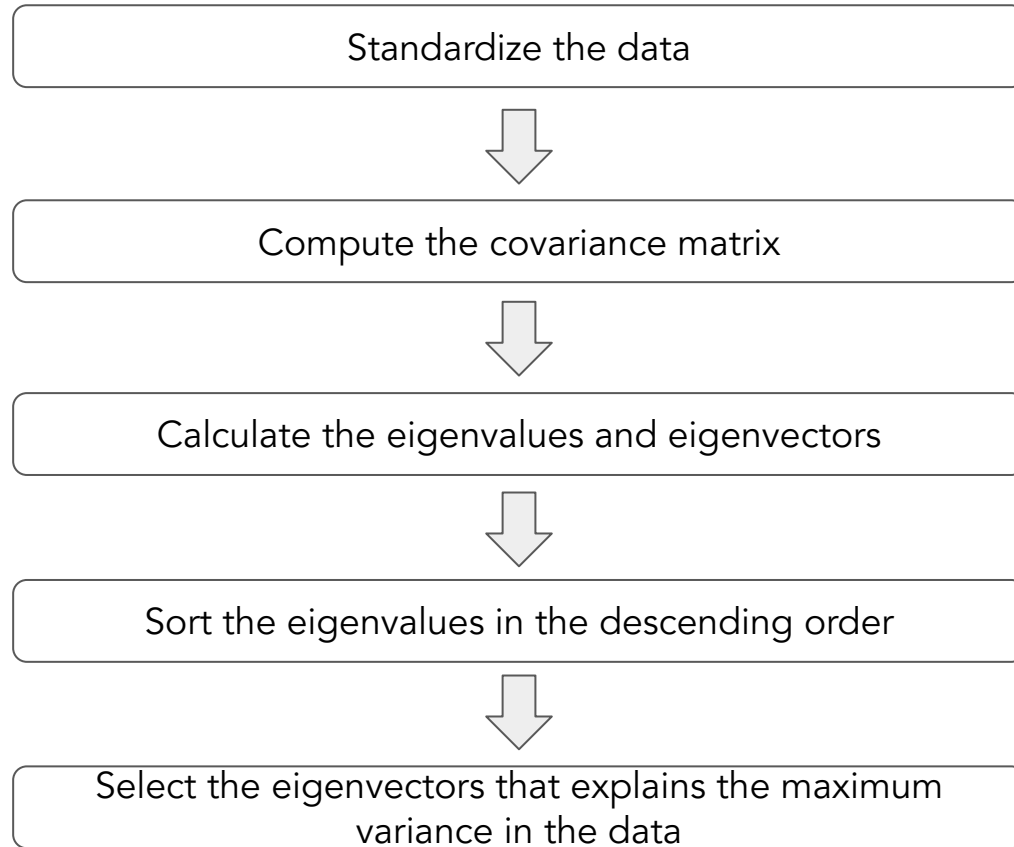 Standardize the data
Compute the covariance matrix
Calculate the eigenvalues and eigenvectors
Sort the eigenvalues in the descending order
Select the eigenvectors that explains the maximum
variance in the data